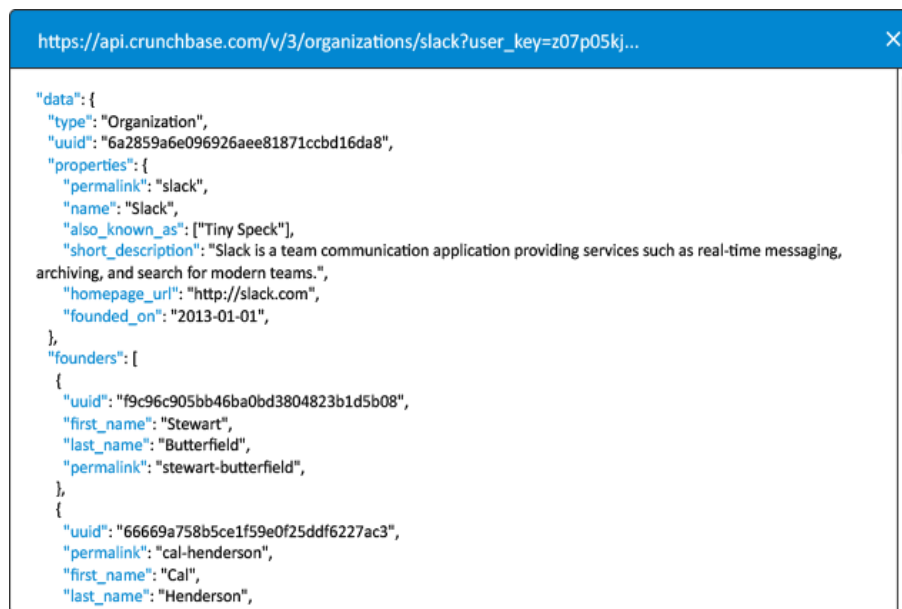 https://api.crunchbase.com/v/3/organizations/slack?user_key=z07p05kj...
"data": {
"type": "Organization",
"uuid": "6a2859a6e096926aee81871ccbd16da8",
"properties": {
"permalink": "slack",
"name": "Slack",
"also_known_as": ["Tiny Speck"],
"short_description": "Slack is a team communication application providing services such as real-time messaging,
archiving, and search for modern teams.",
"homepage_url": "http://slack.com",
"founded_on": "2013-01-01",
},
"founders": [
{
"uuid": "f9c96c905bb46ba0bd3804823b1d5b08",
"first_name": "Stewart",
"last_name": "Butterfield",
"permalink": "stewart-butterfield",
},
{
"uuid": "66669a758b5ce1f59e0f25ddf6227ac3",
"permalink": "cal-henderson",
"first_name": "Cal",
"last_name": "Henderson",